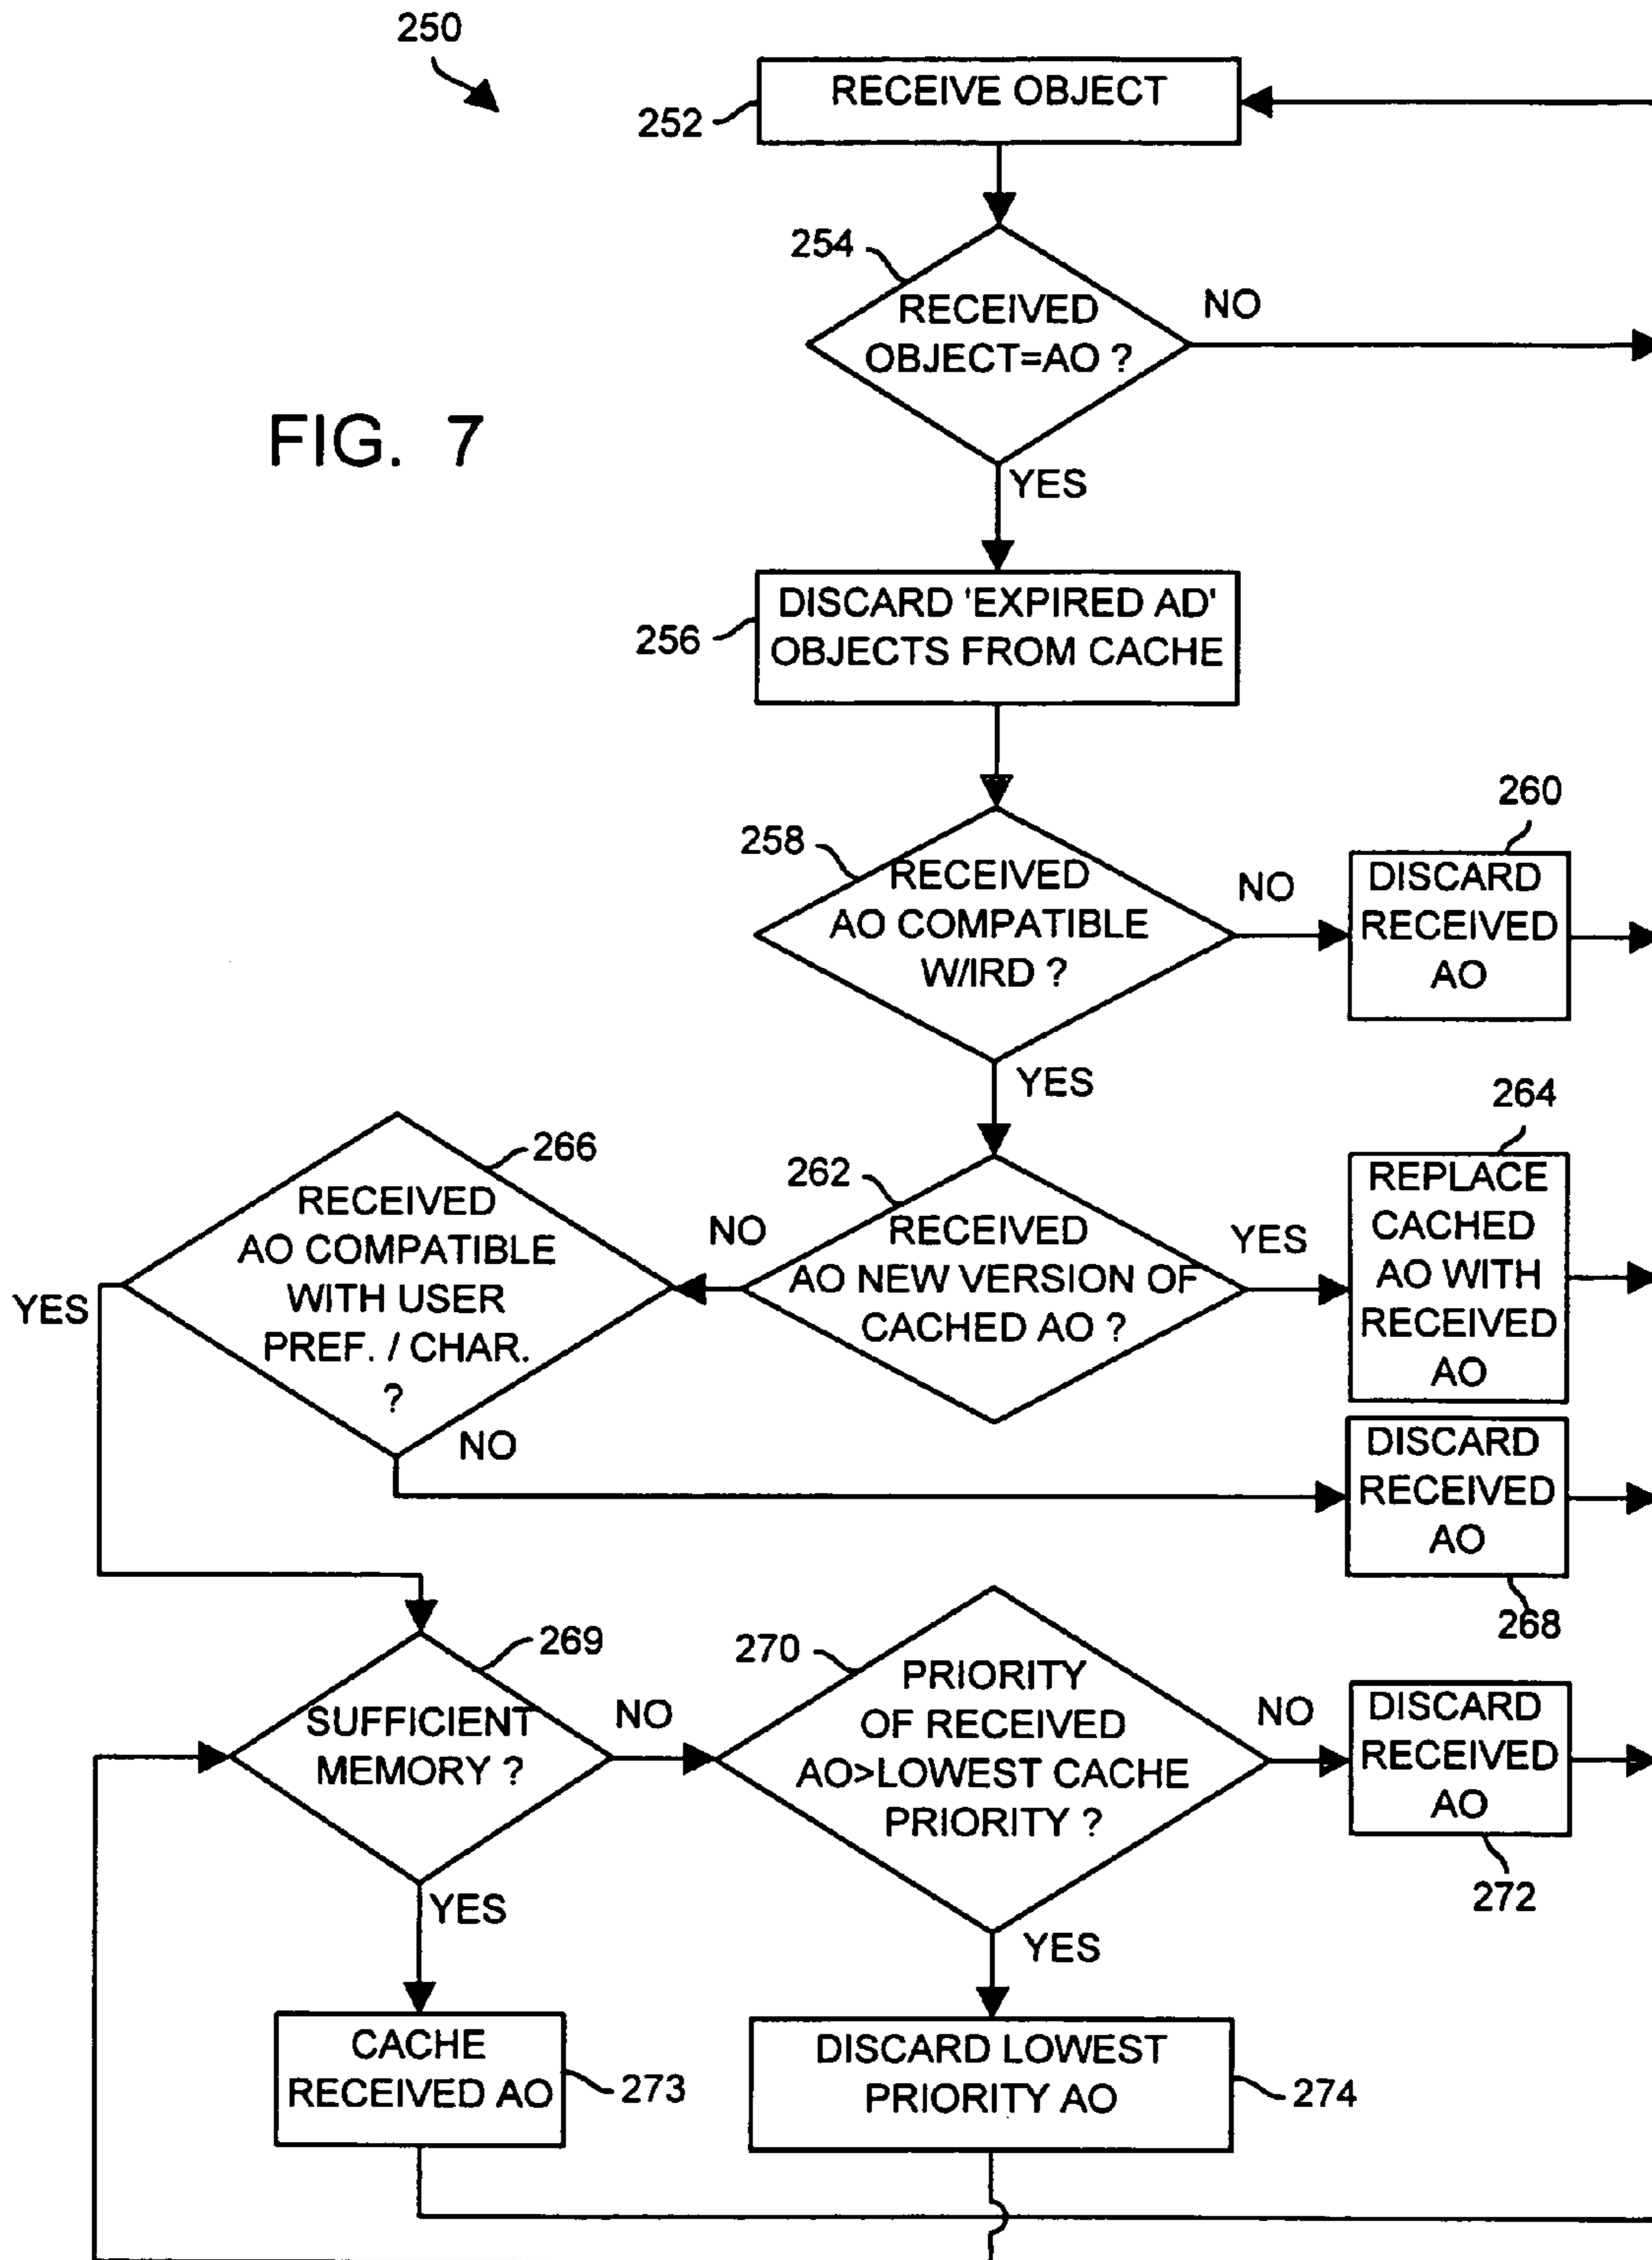 250
RECEIVE OBJECT
252
254
RECEIVED
OBJECT=AO ?
NO
FIG. 7
YES
DISCARD 'EXPIRED AD'
OBJECTS FROM CACHE
256
258
RECEIVED
AO COMPATIBLE
W/IRD ?
NO
260
DISCARD
RECEIVED
AO
YES
262
RECEIVED
AO NEW VERSION OF
CACHED AO ?
YES
264
REPLACE
CACHED
AO WITH
RECEIVED
AO
NO
266
RECEIVED
AO COMPATIBLE
WITH USER
PREF. / CHAR.
?
YES
NO
DISCARD
RECEIVED
AO
268
269
SUFFICIENT
MEMORY ?
NO
270
PRIORITY
OF RECEIVED
AO>LOWEST CACHE
PRIORITY ?
NO
DISCARD
RECEIVED
AO
272
YES
YES
CACHE
RECEIVED AO
273
DISCARD LOWEST
PRIORITY AO
274